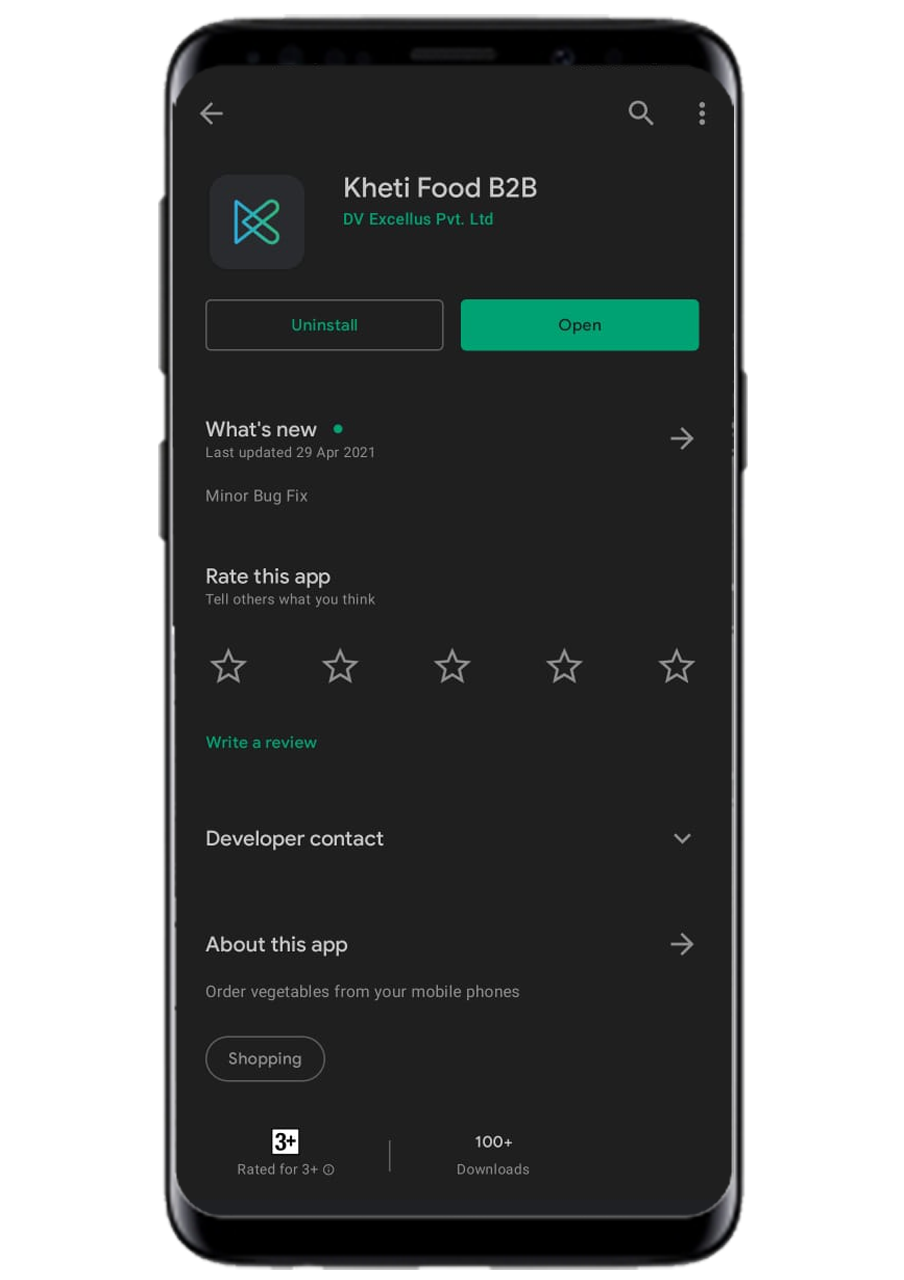 Kheti Food B2B
DV Excellus Pvt. Ltd
Uninstall
Open
What's new
Last updated 29 Apr 2021
Minor Bug Fix
Rate this app
Tell others what you think
Write a review
Developer contact
About this app
Order vegetables from your mobile phones
Shopping
3+
100+
Rated for 3+
Downloads